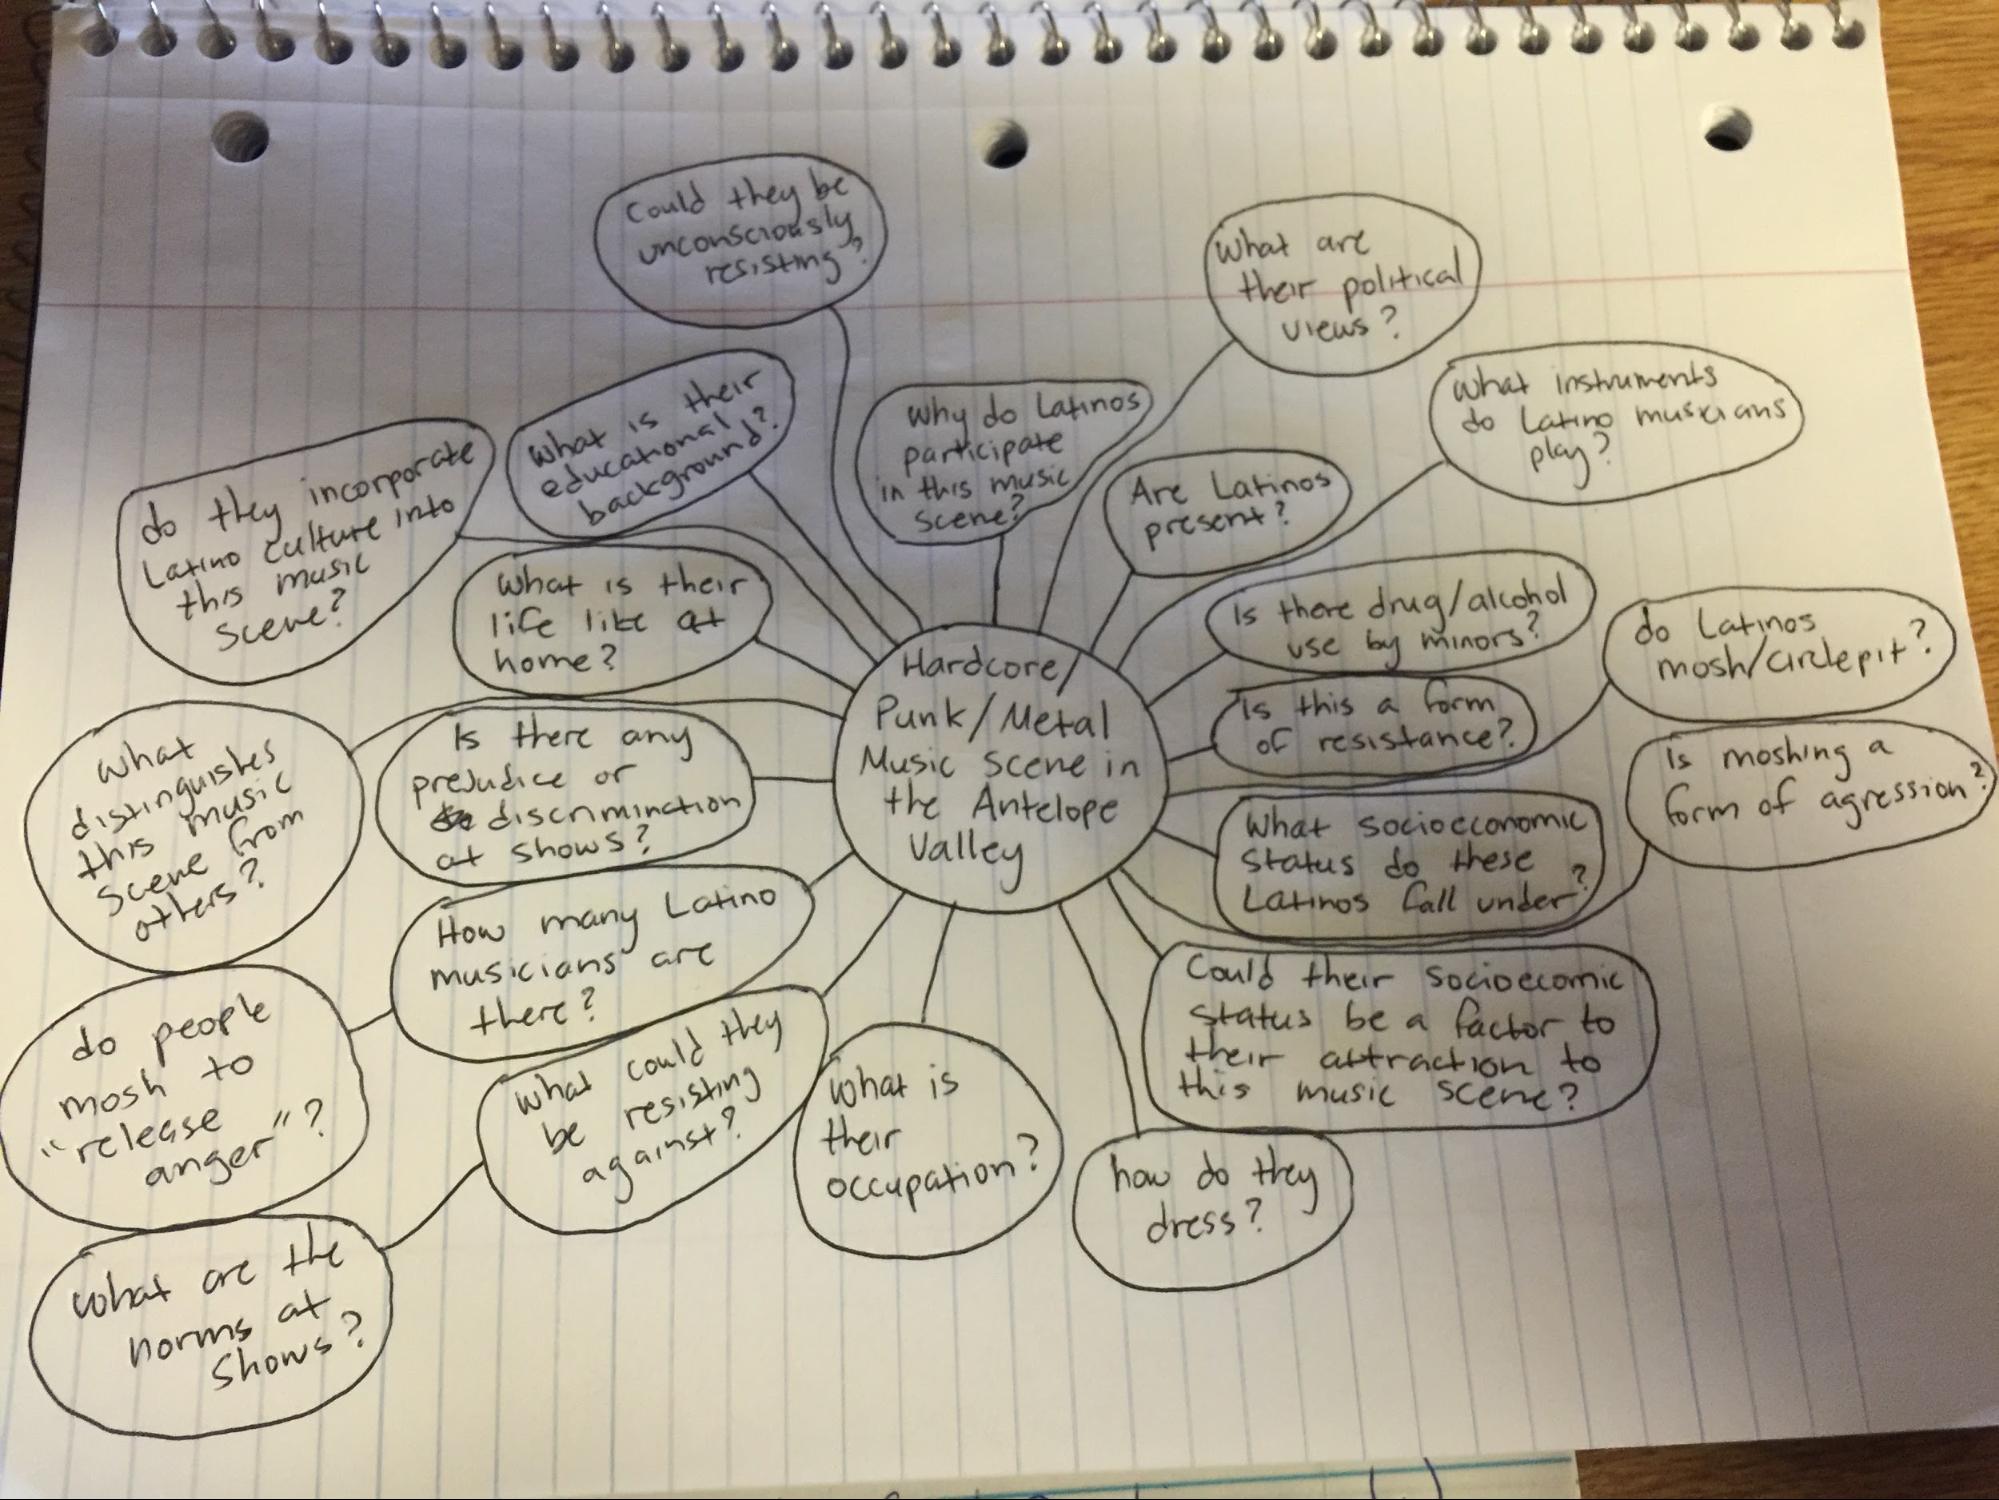 Could they be
unconsciously
resisting?
What are
their political
views?
What is their
educational
background?
Why do Latinos
participate
in this music
scene?
What instruments
do Latino musicians
play?
do they incorporate
Latino culture into
this music
scene?
Are Latinos
present?
What is their
life like at
home?
Is there drug/alcohol
use by minors?
do Latinos
mosh/circlepit?
Hardcore/
Punk/Metal
Music Scene in
the Antelope
Valley
Is this a form
of resistance?
What
distinguishes
this music
scene from
others?
Is there any
prejudice or
discriminction
at shows?
Is moshing a
form of agression?
What socioeconomic
status do these
Latinos fall under?
How many Latino
musicians are
there?
Could their socioecomic
status be a factor to
their attraction to
this music scene?
do people
mosh to
"release
anger"?
What could they
be resisting
against?
What is
their
occupation?
how do they
dress?
What are the
norms at
shows?